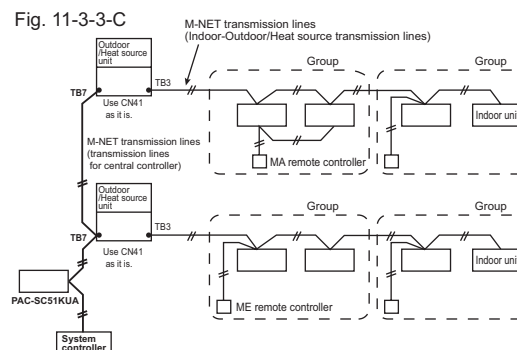 Fig. 11-3-3-C
M-NET transmission lines
(Indoor-Outdoor/Heat source transmission lines)
Outdoor
/Heat source
unit
TB7
TB3
Use CN41
as it is.
Group
Group
Indoor unit
MA remote controller
M-NET transmission lines
(transmission lines
for central controller)
Outdoor
/Heat source
unit
TB7
TB3
Use CN41
as it is.
Group
Group
Indoor unit
ME remote controller
PAC-SC51KUA
System
controller